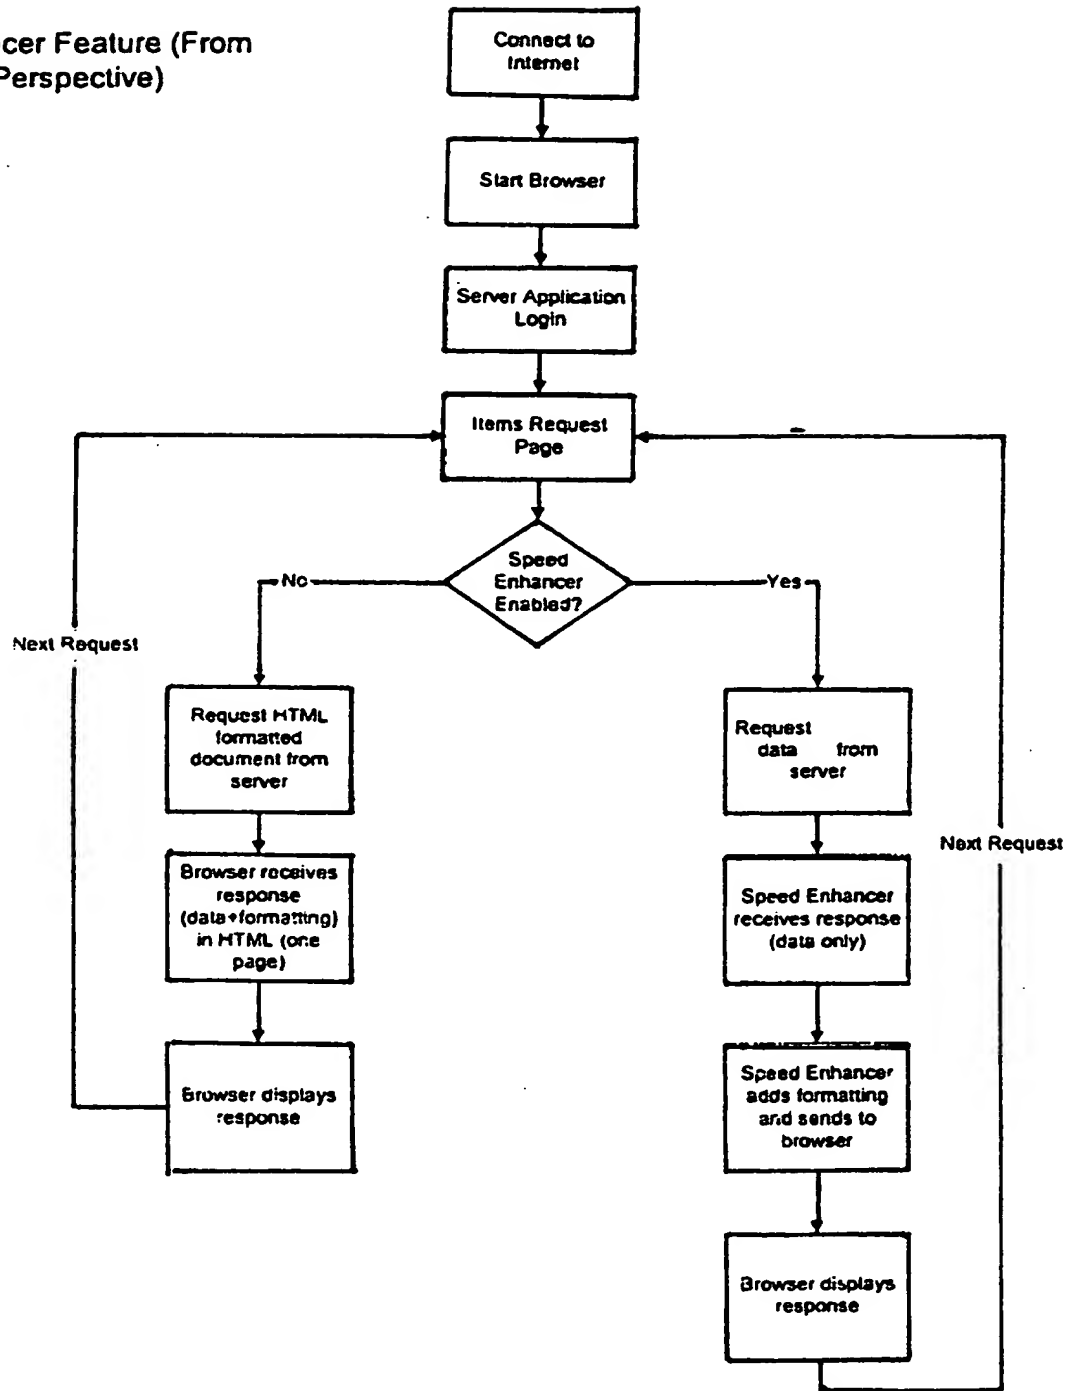 cer Feature (From
Perspective)
Connect to
Internet
Start Browser
Server Application
Login
Items Request
Page
Speed
Enhancer
Enabled?
No
Yes
Next Request
Request HTML
formatted
document from
server
Browser receives
response
(data+formatting)
in HTML (one
page)
Browser displays
response
Request
data from
server
Next Request
Speed Enhancer
receives response
(data only)
Speed Enhancer
adds formatting
and sends to
browser
Browser displays
response